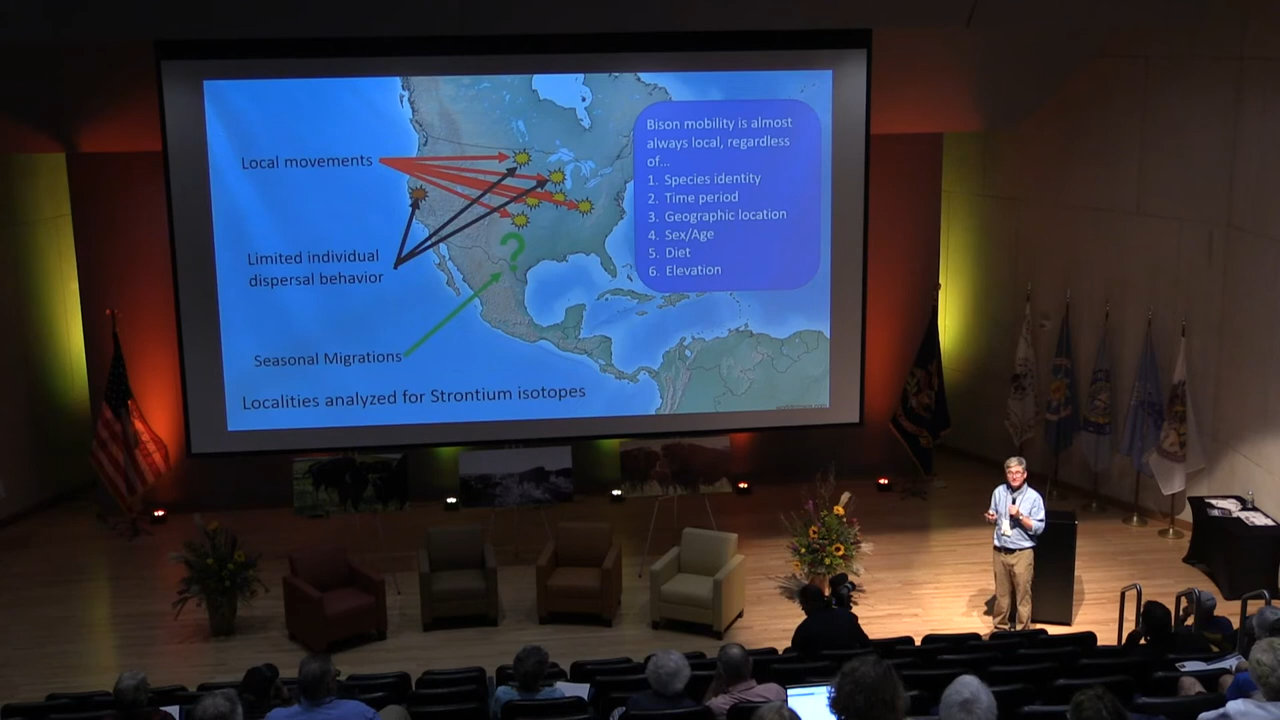 Local movements
Limited individual
dispersal behavior
?
Seasonal Migrations
Localities analyzed for Strontium isotopes
Bison mobility is almost
always local, regardless
of...
1. Species identity
2. Time period
3. Geographic location
4. Sex/Age
5. Diet
6. Elevation